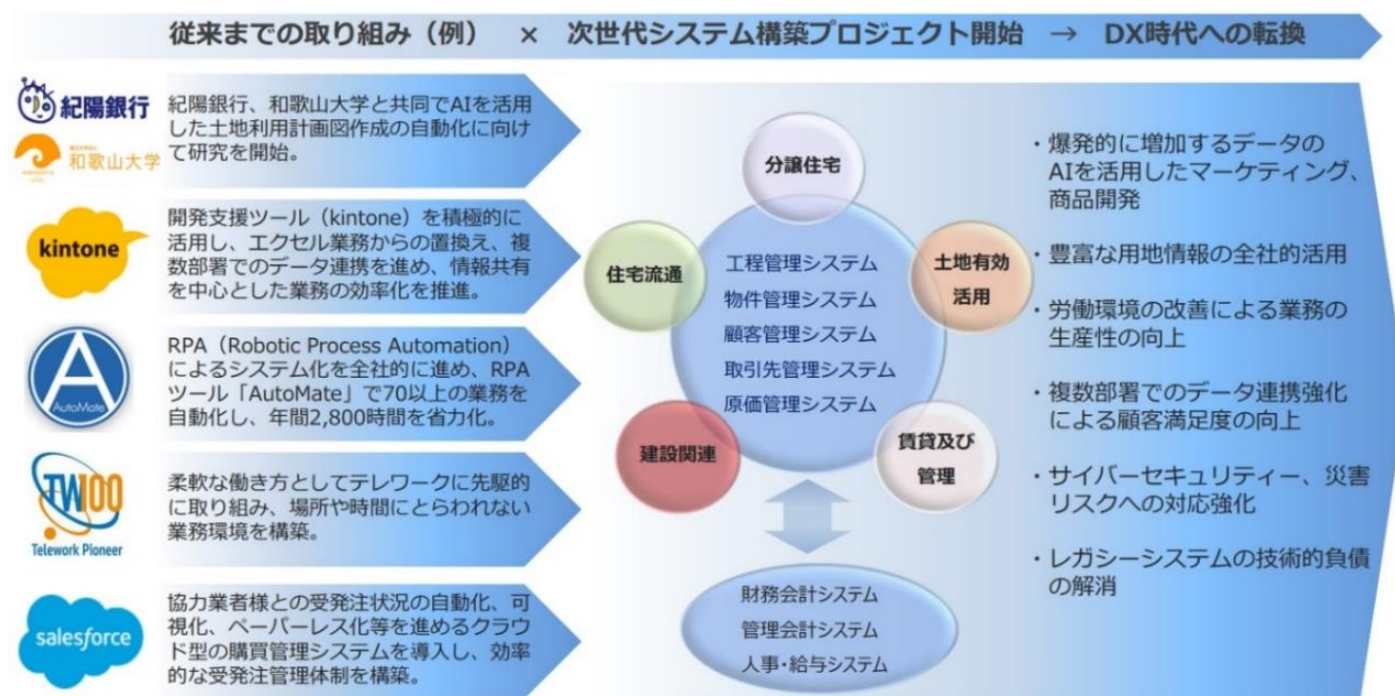 従来までの取り組み（例） × 次世代システム構築プロジェクト開始 → DX時代への転換
紀陽銀行
和歌山大学
紀陽銀行、和歌山大学と共同でAIを活用
した土地利用計画図作成の自動化に向け
て研究を開始。
kintone
開発支援ツール（kintone）を積極的に
活用し、エクセル業務からの置換え、複
数部署でのデータ連携を進め、情報共有
を中心とした業務の効率化を推進。
A
AutoMate
RPA（Robotic Process Automation）
によるシステム化を全社的に進め、RPA
ツール「AutoMate」で70以上の業務を
自動化し、年間2,800時間を省力化。
TW100
Telework Pioneer
柔軟な働き方としてテレワークに先駆的
に取り組み、場所や時間にとらわれない
業務環境を構築。
salesforce
協力業者様との受発注状況の自動化、可
視化、ペーパーレス化等を進めるクラウ
ド型の購買管理システムを導入し、効率
的な受発注管理体制を構築。
分譲住宅
住宅流通
土地有効
活用
工程管理システム
物件管理システム
顧客管理システム
取引先管理システム
原価管理システム
建設関連
賃貸及び
管理
財務会計システム
管理会計システム
人事・給与システム
・爆発的に増加するデータの
AIを活用したマーケティング、
商品開発
・豊富な用地情報の全社的活用
・労働環境の改善による業務の
生産性の向上
・複数部署でのデータ連携強化
による顧客満足度の向上
・サイバーセキュリティー、災害
リスクへの対応強化
・レガシーシステムの技術的負債
の解消